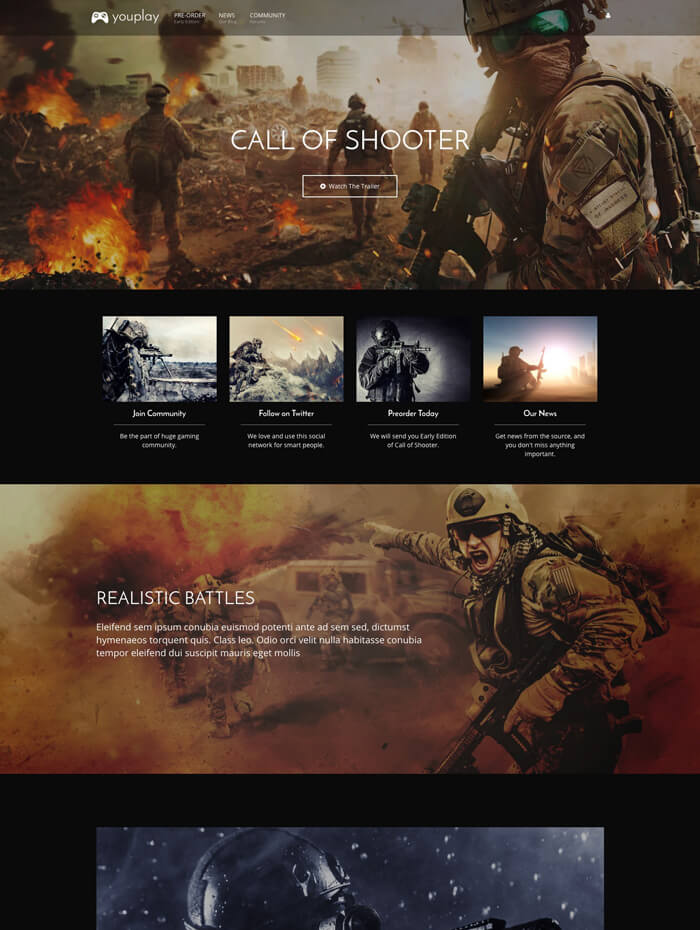 youplay
PRE-ORDER
Early Edition
NEWS
Our Blog
COMMUNITY
Forums
CALL OF SHOOTER
Watch The Trailer
Join Community
Be the part of huge gaming
community.
Follow on Twitter
We love and use this social
network for smart people.
Preorder Today
We will send you Early Edition
of Call of Shooter.
Our News
Get news from the source, and
you don't miss anything
important.
REALISTIC BATTLES
Eleifend sem ipsum conubia euismod potenti ante ad sem sed, dictumst
hymenaeos torquent quis. Class leo. Odio orci velit nulla habitasse conubia
tempor eleifend dui suscipit mauris eget mollis